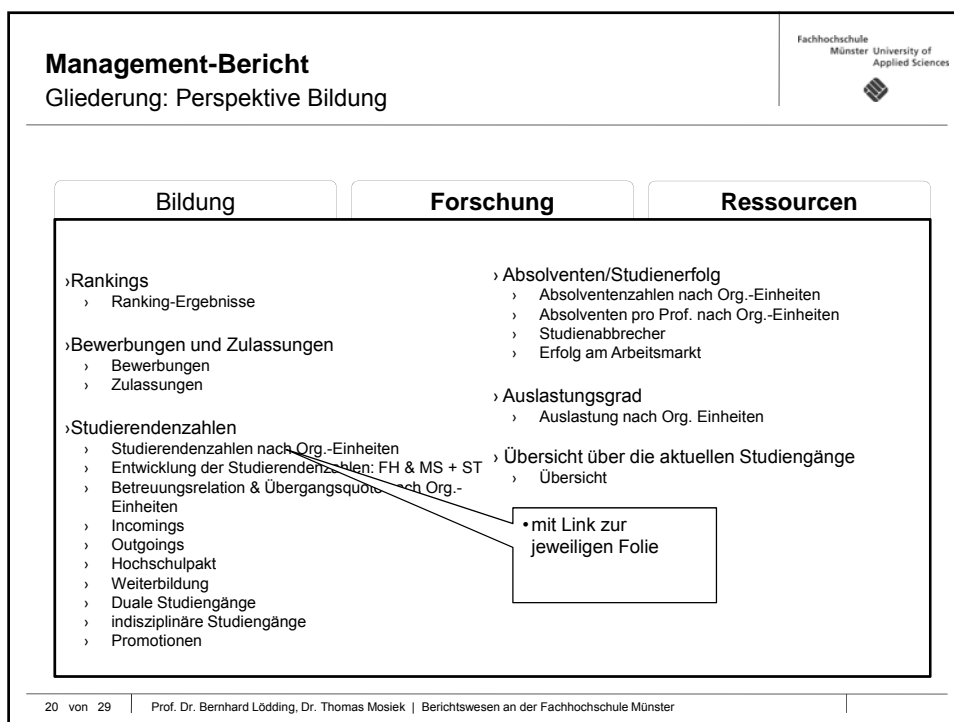 Management-Bericht
Gliederung: Perspektive Bildung
Fachhochschule
Münster University of
Applied Sciences
Bildung
Forschung
Ressourcen
›Rankings
› Ranking-Ergebnisse
›Bewerbungen und Zulassungen
› Bewerbungen
› Zulassungen
›Studierendenzahlen
› Studierendenzahlen nach Org.-Einheiten
› Entwicklung der Studierendenzahlen: FH & MS + ST
› Betreuungsrelation & Übergangsquote nach Org.-
Einheiten
› Incomings
› Outgoings
› Hochschulpakt
› Weiterbildung
› Duale Studiengänge
› indisziplinäre Studiengänge
› Promotionen
› Absolventen/Studienerfolg
› Absolventenzahlen nach Org.-Einheiten
› Absolventen pro Prof. nach Org.-Einheiten
› Studienabbrecher
› Erfolg am Arbeitsmarkt
› Auslastungsgrad
› Auslastung nach Org. Einheiten
› Übersicht über die aktuellen Studiengänge
› Übersicht
•mit Link zur
jeweiligen Folie
20 von 29 Prof. Dr. Bernhard Lödding, Dr. Thomas Mosiek | Berichtswesen an der Fachhochschule Münster